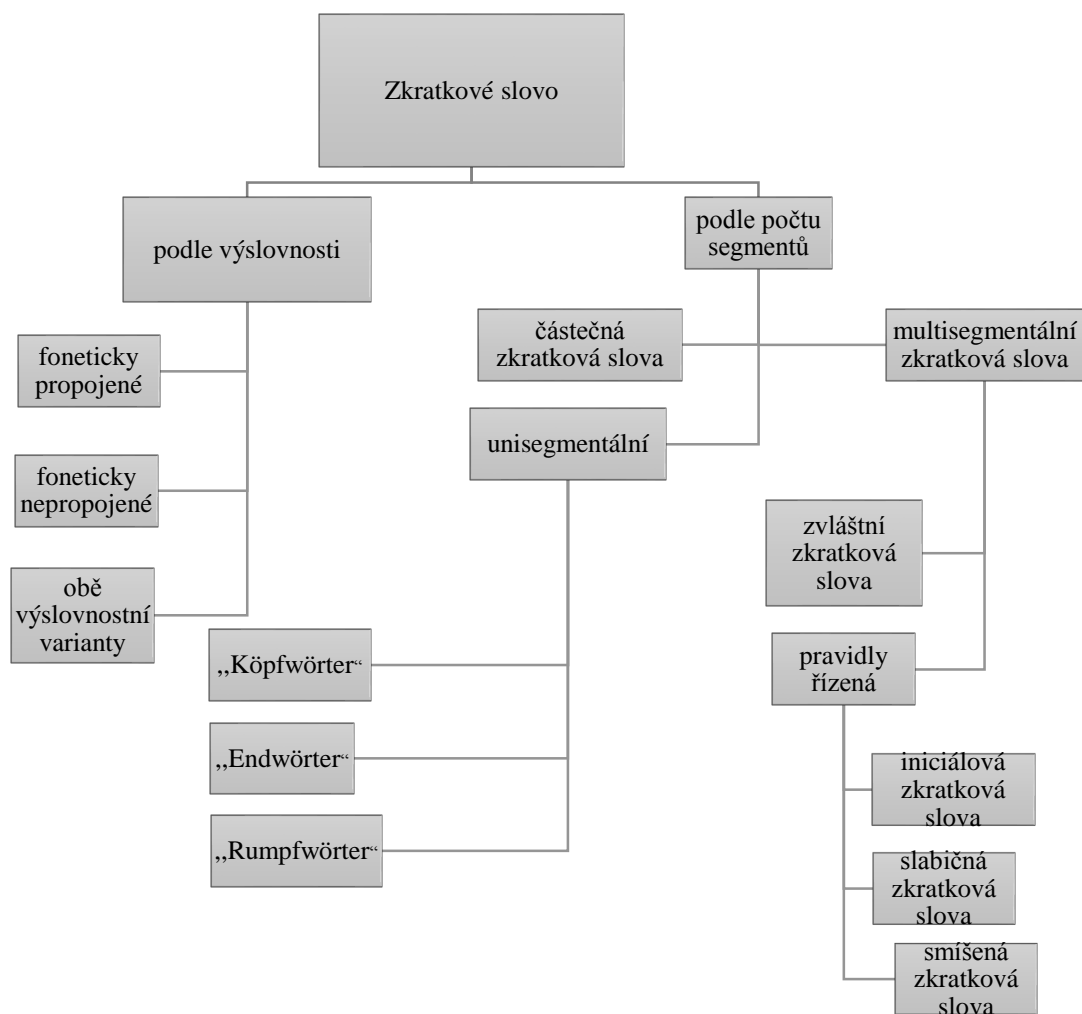 Zkratkové slovo
podle výslovnosti
podle počtu
segmentů
foneticky
propojené
foneticky
nepropojené
obě
výslovnostní
varianty
částečná
zkratková slova
multisegmentální
zkratková slova
unisegmentální
„Köpfwörter“
„Endwörter“
„Rumpfwörter“
zvláštní
zkratková
slova
pravidly
řízená
iniciálová
zkratková
slova
slabičná
zkratková
slova
smíšená
zkratková
slova